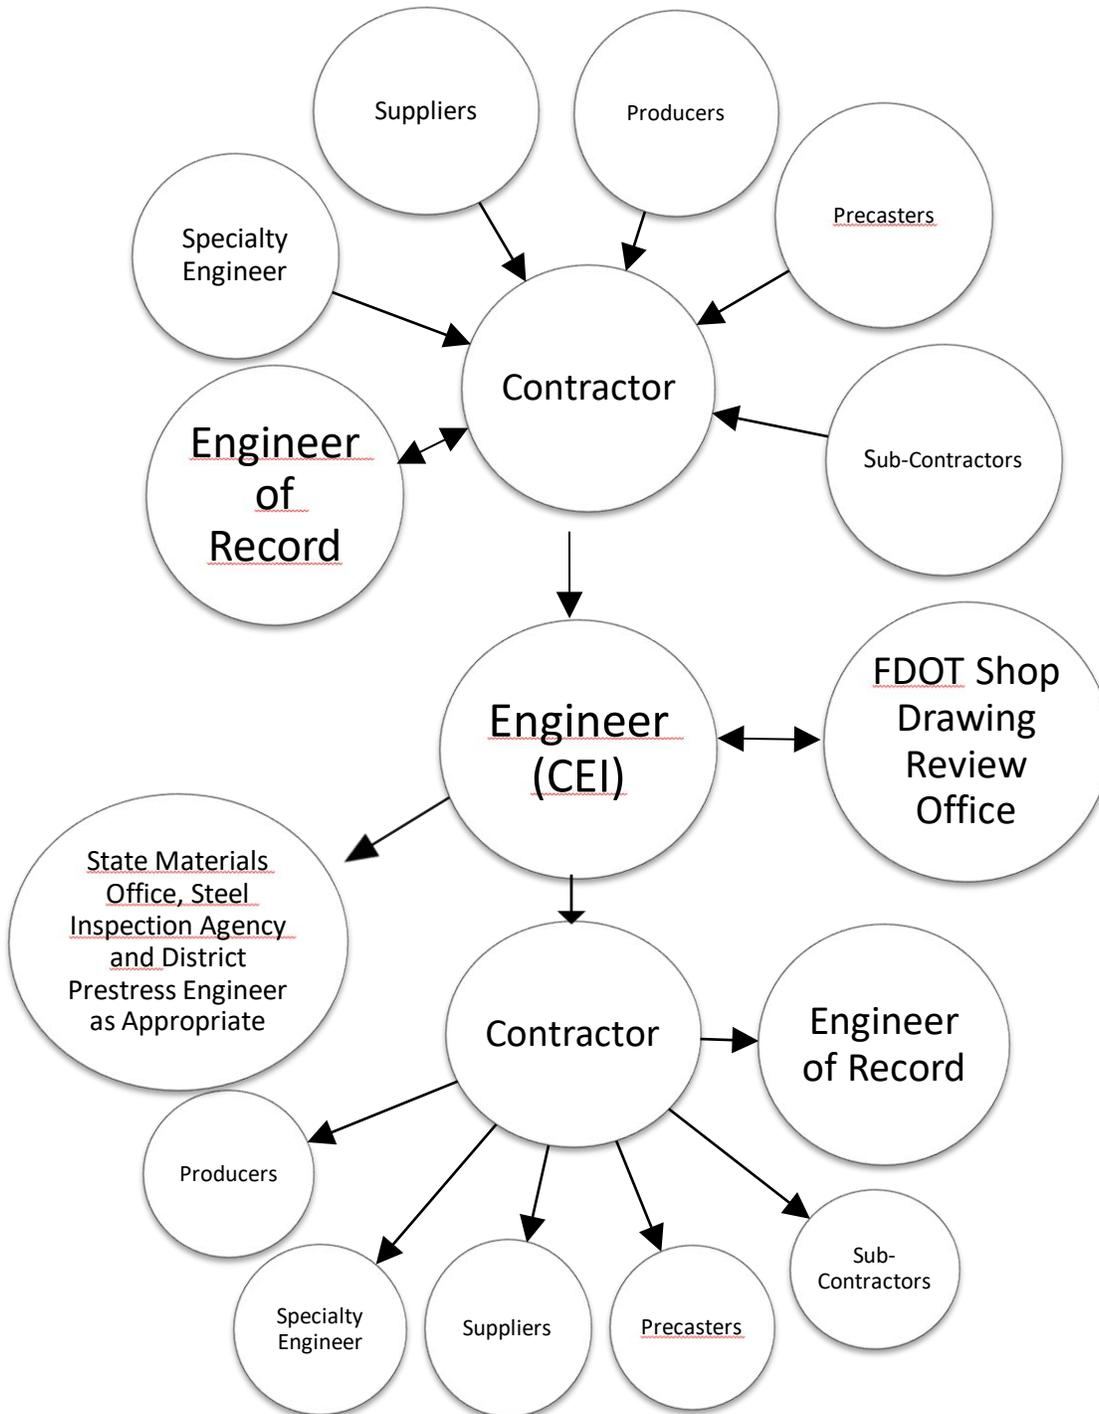 Suppliers
Producers
Precasters
Specialty
Engineer
Contractor
Engineer
of
Record
Sub-Contractors
Engineer
(CEI)
FDOT Shop
Drawing
Review
Office
State Materials
Office, Steel
Inspection Agency
and District
Prestress Engineer
as Appropriate
Contractor
Engineer
of Record
Producers
Specialty
Engineer
Suppliers
Precasters
Sub-
Contractors